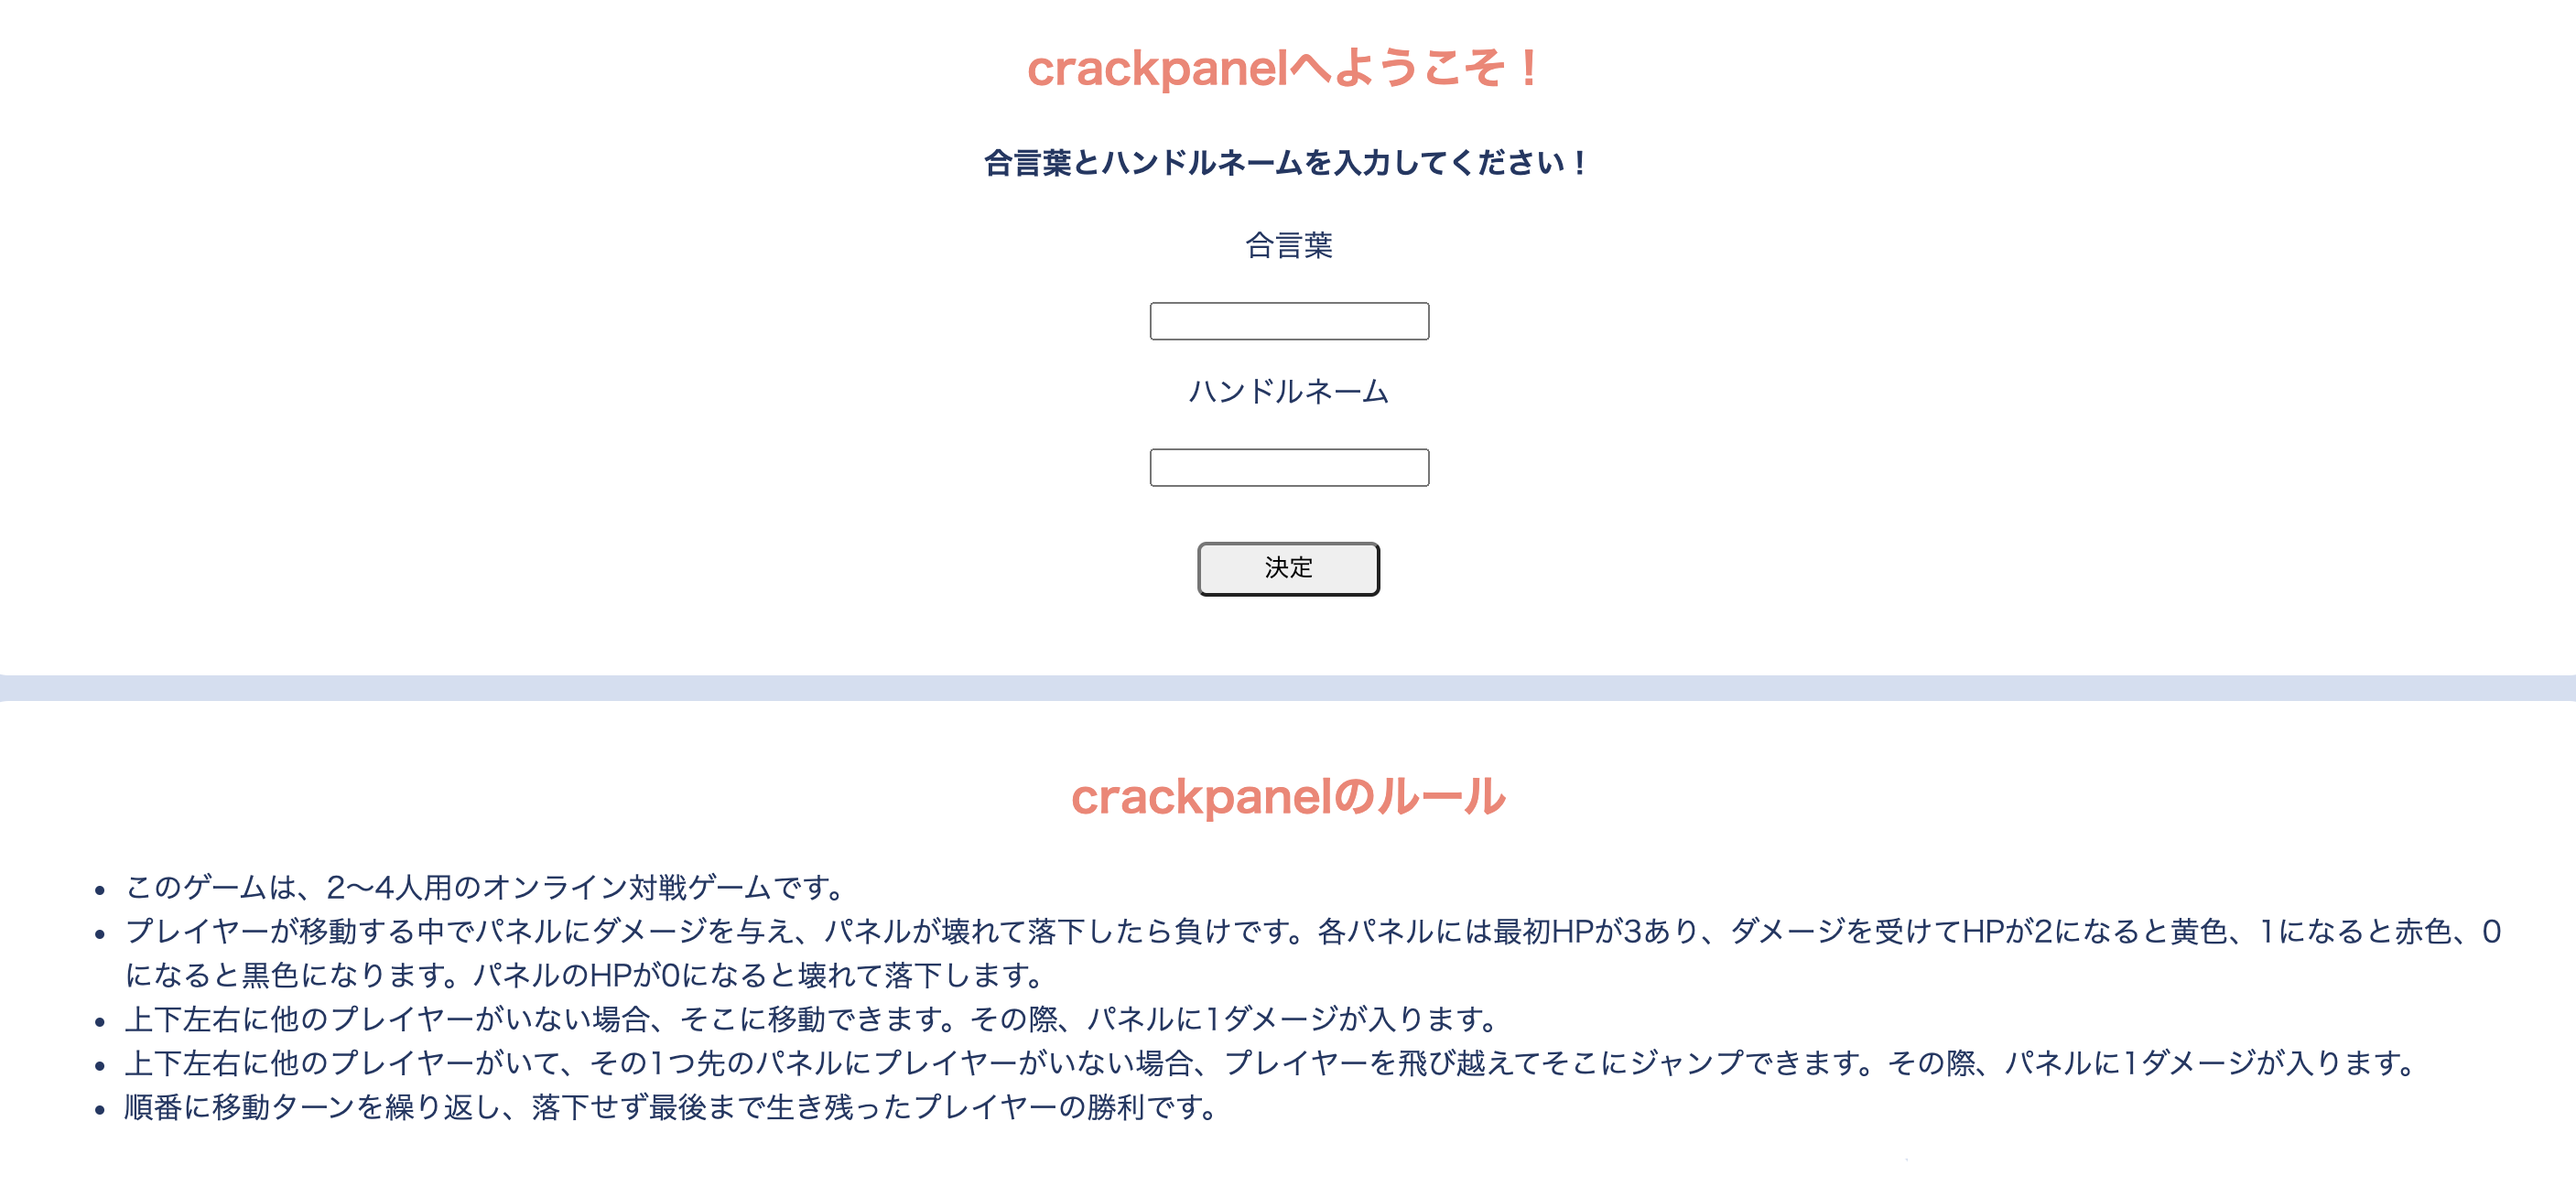 crackpanelへようこそ！
合言葉とハンドルネームを入力してください！
合言葉
ハンドルネーム
決定
crackpanelのルール
• このゲームは、2〜4人用のオンライン対戦ゲームです。
• プレイヤーが移動する中でパネルにダメージを与え、パネルが壊れて落下したら負けです。各パネルには最初HPが3あり、ダメージを受けてHPが2になると黄色、1になると赤色、0
になると黒色になります。パネルのHPが0になると壊れて落下します。
• 上下左右に他のプレイヤーがいない場合、そこに移動できます。その際、パネルに1ダメージが入ります。
• 上下左右に他のプレイヤーがいて、その1つ先のパネルにプレイヤーがいない場合、プレイヤーを飛び越えてそこにジャンプできます。その際、パネルに1ダメージが入ります。
• 順番に移動ターンを繰り返し、落下せず最後まで生き残ったプレイヤーの勝利です。